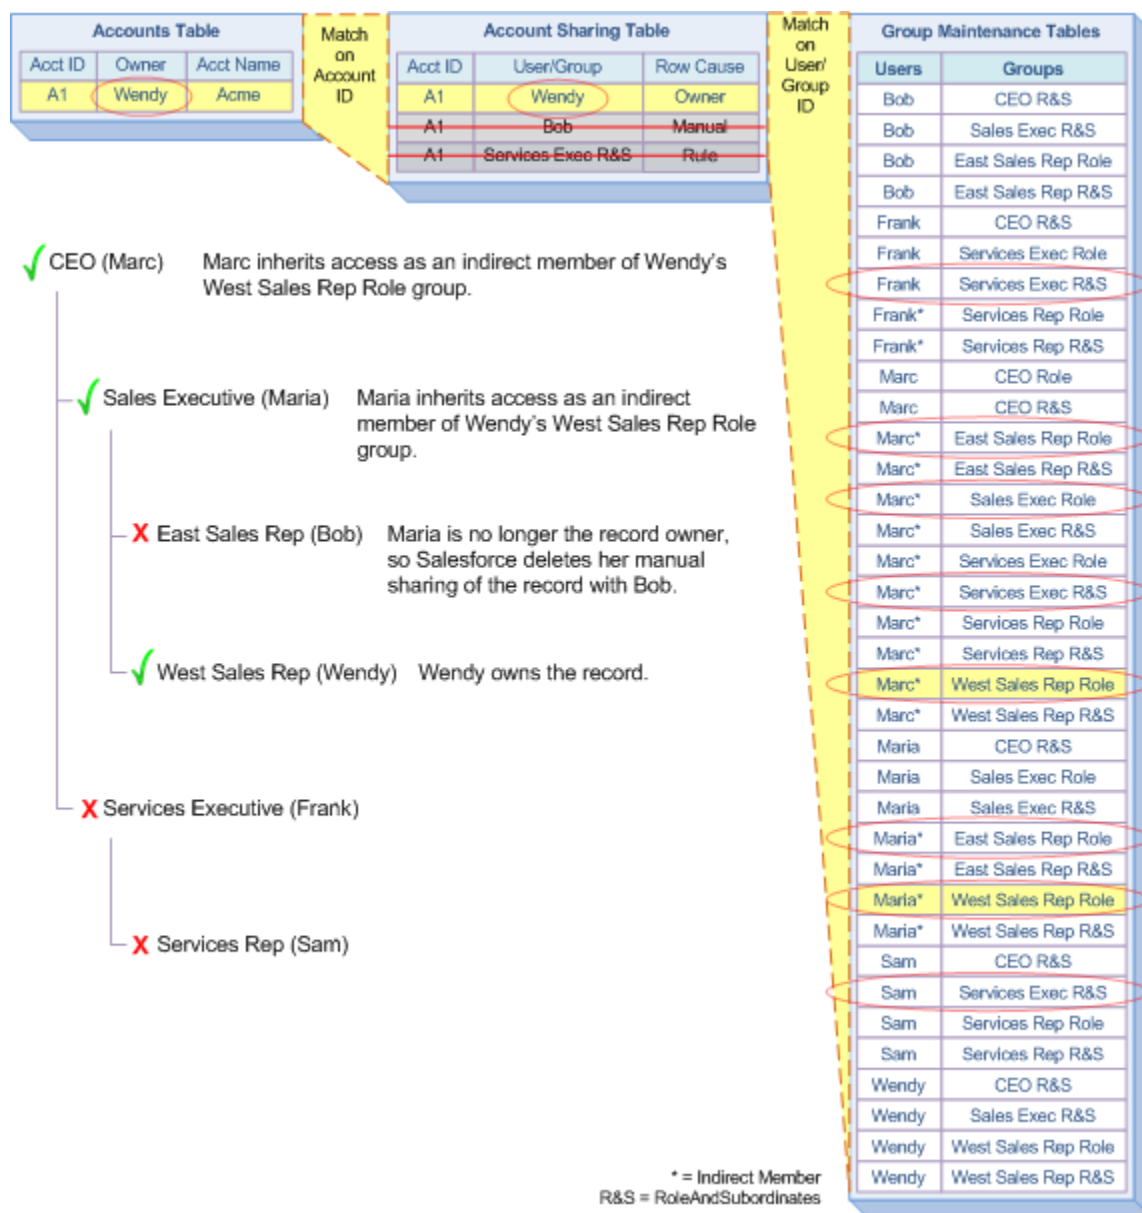 Accounts Table
Acct ID Owner Acct Name
A1 Wendy Acme
Match
on
Account
ID
Account Sharing Table
Acct ID User/Group Row Cause
A1 Wendy Owner
A1 Bob Manual
A1 Services Exec R&S Rule
Match
on
User/
Group
ID
Group Maintenance Tables
Users Groups
Bob CEO R&S
Bob Sales Exec R&S
Bob East Sales Rep Role
Bob East Sales Rep R&S
Frank CEO R&S
Frank Services Exec Role
Frank Services Exec R&S
Frank* Services Rep Role
Frank* Services Rep R&S
Marc CEO Role
Marc CEO R&S
Marc* East Sales Rep Role
Marc* East Sales Rep R&S
Marc* Sales Exec Role
Marc* Sales Exec R&S
Marc* Services Exec Role
Marc* Services Exec R&S
Marc* Services Rep Role
Marc* Services Rep R&S
Marc* West Sales Rep Role
Marc* West Sales Rep R&S
Maria CEO R&S
Maria Sales Exec Role
Maria Sales Exec R&S
Maria* East Sales Rep Role
Maria* East Sales Rep R&S
Maria* West Sales Rep Role
Maria* West Sales Rep R&S
Sam CEO R&S
Sam Services Exec R&S
Sam Services Rep Role
Sam Services Rep R&S
Wendy CEO R&S
Wendy Sales Exec R&S
Wendy West Sales Rep Role
Wendy West Sales Rep R&S
CEO (Marc)
Marc inherits access as an indirect member of Wendy's
West Sales Rep Role group.
Sales Executive (Maria)
Maria inherits access as an indirect
member of Wendy's West Sales Rep Role
group.
X East Sales Rep (Bob)
Maria is no longer the record owner,
so Salesforce deletes her manual
sharing of the record with Bob.
West Sales Rep (Wendy)
Wendy owns the record.
X Services Executive (Frank)
X Services Rep (Sam)
* = Indirect Member
R&S = RoleAndSubordinates